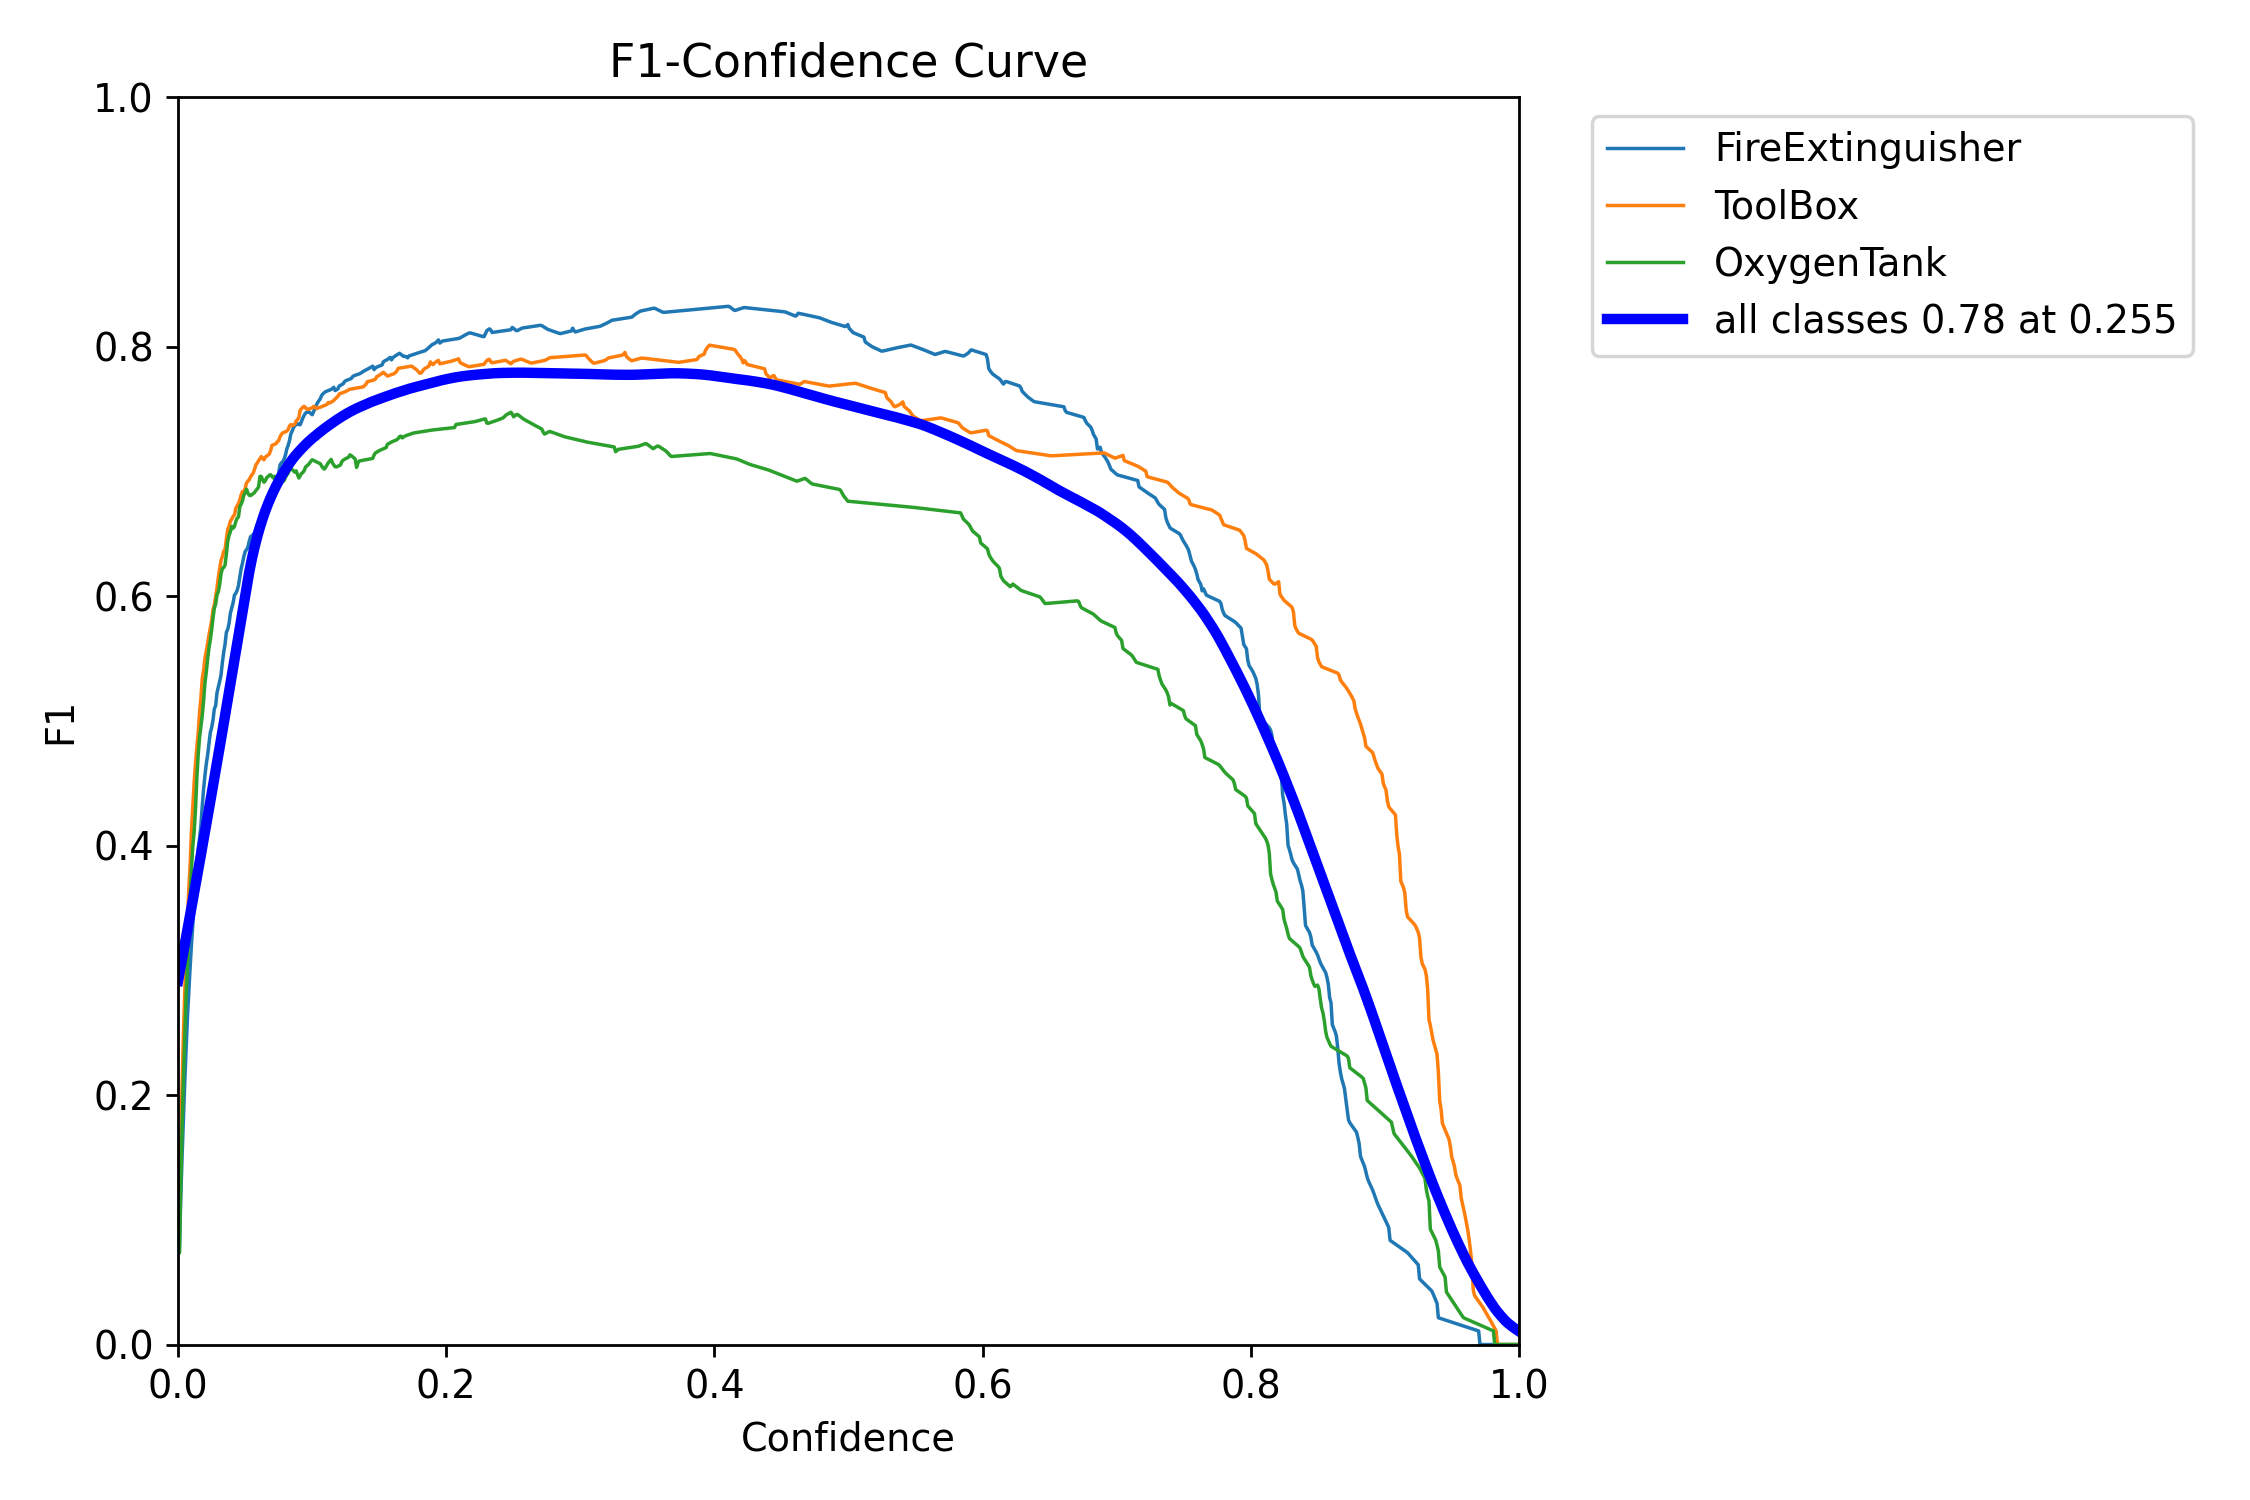 F1-Confidence Curve
1.0
0.8
0.6
0.4
0.2
0.0
F1
0.0 0.2 0.4 0.6 0.8 1.0
Confidence
FireExtinguisher
ToolBox
OxygenTank
all classes 0.78 at 0.255